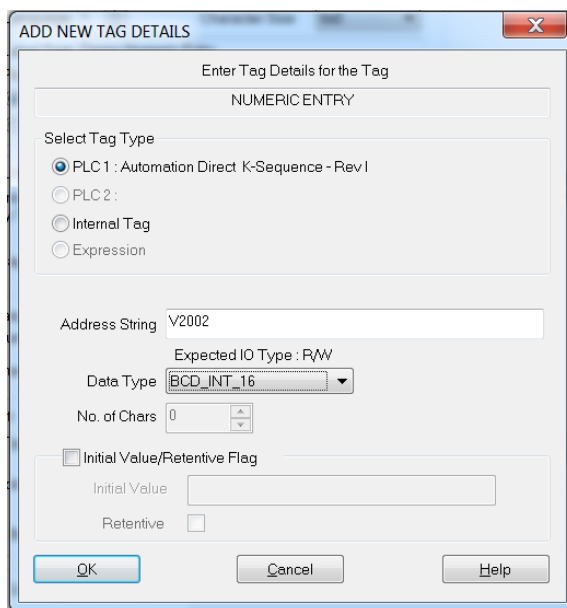 ADD NEW TAG DETAILS
Enter Tag Details for the Tag
NUMERIC ENTRY
Select Tag Type
PLC 1 : Automation Direct K-Sequence - Rev I
PLC 2 :
Internal Tag
Expression
Address String V2002
Expected IO Type : R/W
Data Type BCD_INT_16
No. of Chars 0
Initial Value/Retentive Flag
Initial Value
Retentive
OK Cancel Help